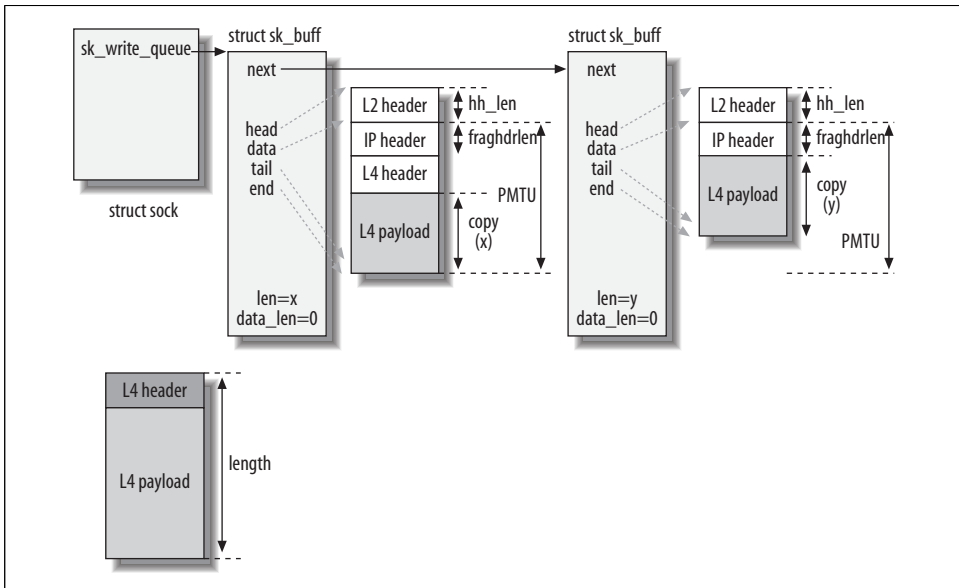 struct sk_buff
struct sk_buff
sk_write_queue
next
next
L2 header
hh_len
L2 header
hh_len
head
data
tail
end
IP header
fraghdrlen
head
data
tail
end
IP header
fraghdrlen
L4 header
PMTU
L4 payload
copy
(x)
L4 payload
copy
(y)
PMTU
struct sock
len=x
data_len=0
len=y
data_len=0
L4 header
L4 payload
length